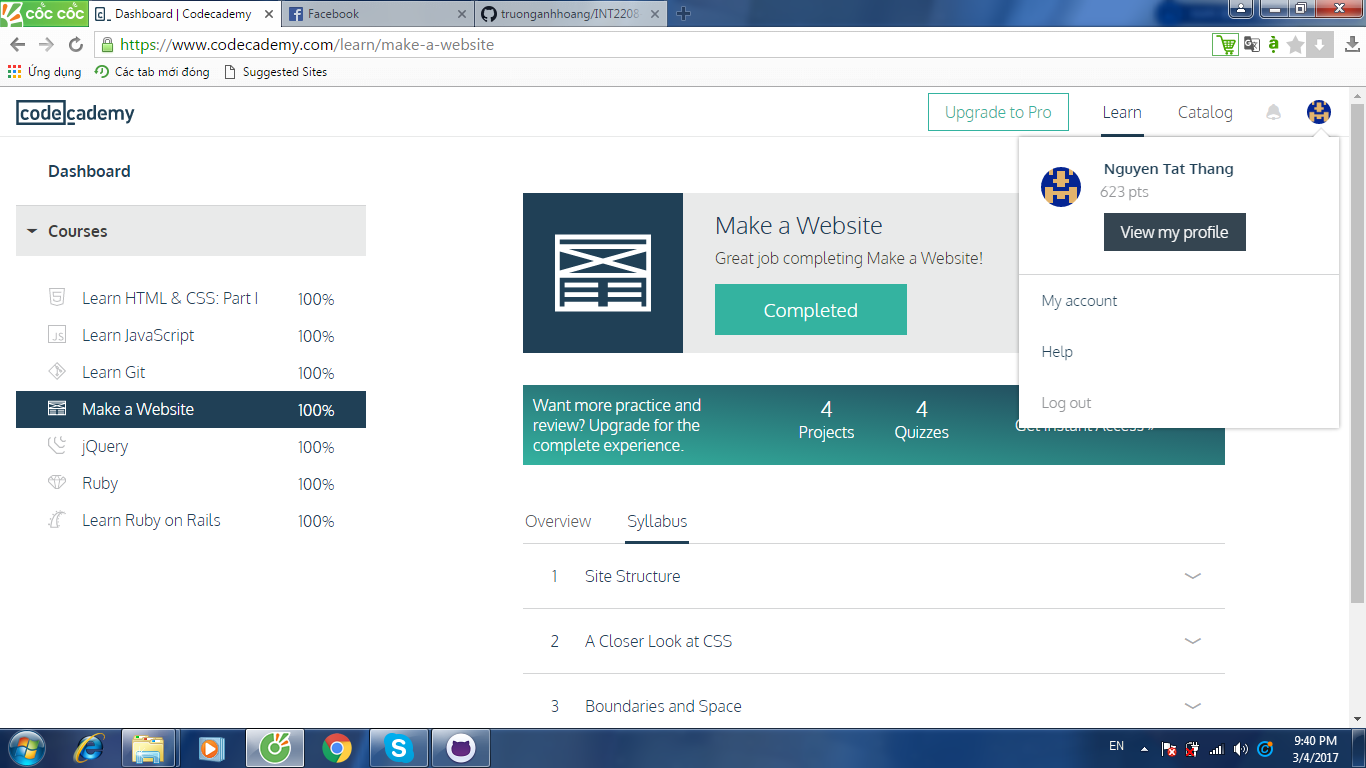 CỐC CỐC
Dashboard | Codecademy
Facebook
truonganhhoang/INT2208
https://www.codecademy.com/learn/make-a-website
Ứng dụng
Các tab mới đóng
Suggested Sites
codecademy
Upgrade to Pro
Learn
Catalog
Dashboard
Nguyen Tat Thang
623 pts
View my profile
My account
Help
Log out
Courses
Learn HTML & CSS: Part I 100%
Learn JavaScript 100%
Learn Git 100%
Make a Website 100%
jQuery 100%
Ruby 100%
Learn Ruby on Rails 100%
Make a Website
Great job completing Make a Website!
Completed
Want more practice and
review? Upgrade for the
complete experience.
4
Projects
4
Quizzes
Get Instant Access »
Overview
Syllabus
1 Site Structure
2 A Closer Look at CSS
3 Boundaries and Space
EN
9:40 PM
3/4/2017